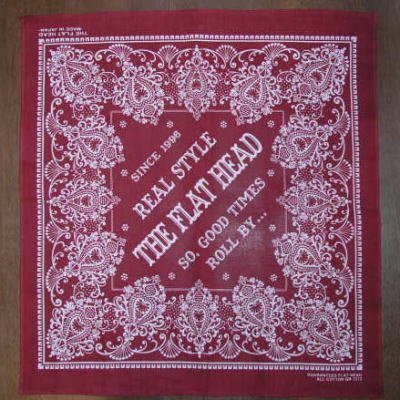 THE FLAT HEAD
-MADE IN JAPAN-
SINCE 1996
REAL STYLE
THE FLAT HEAD
SO, GOOD TIMES
ROLL BY...